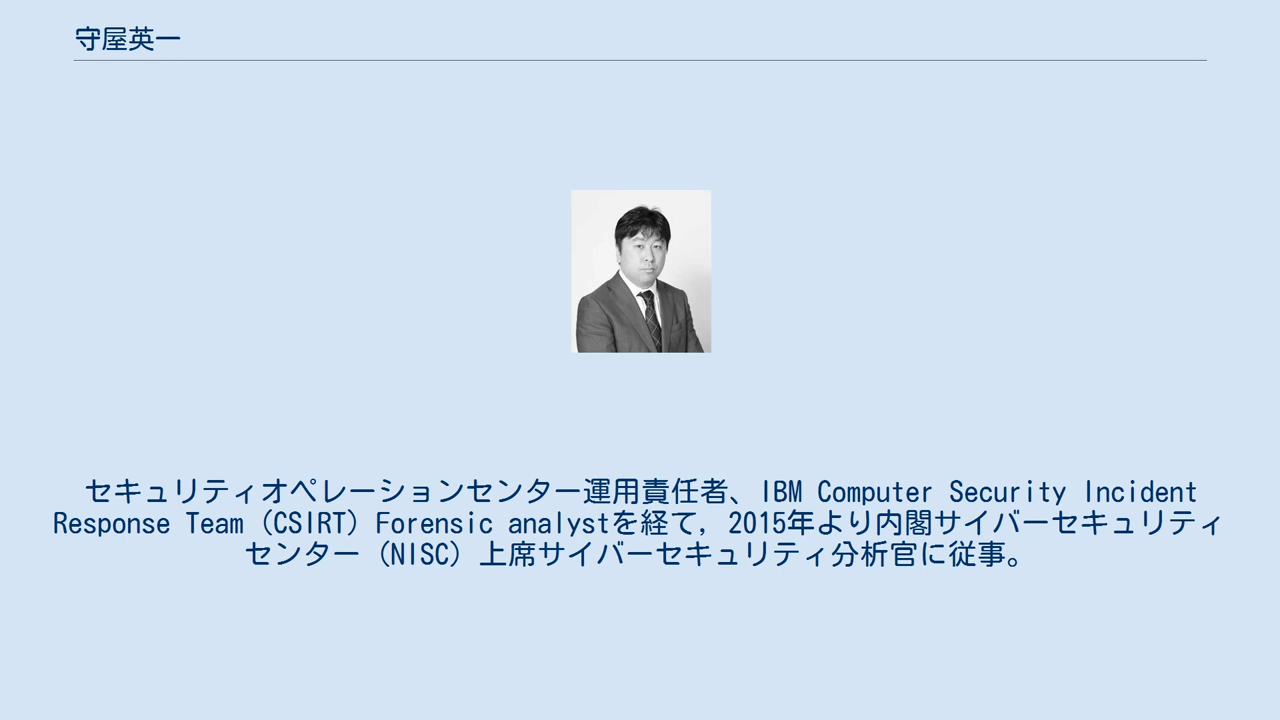 守屋英一
セキュリティオペレーションセンター運用責任者、IBM Computer Security Incident
Response Team（CSIRT）Forensic analystを経て，2015年より内閣サイバーセキュリティ
センター（NISC）上席サイバーセキュリティ分析官に従事。